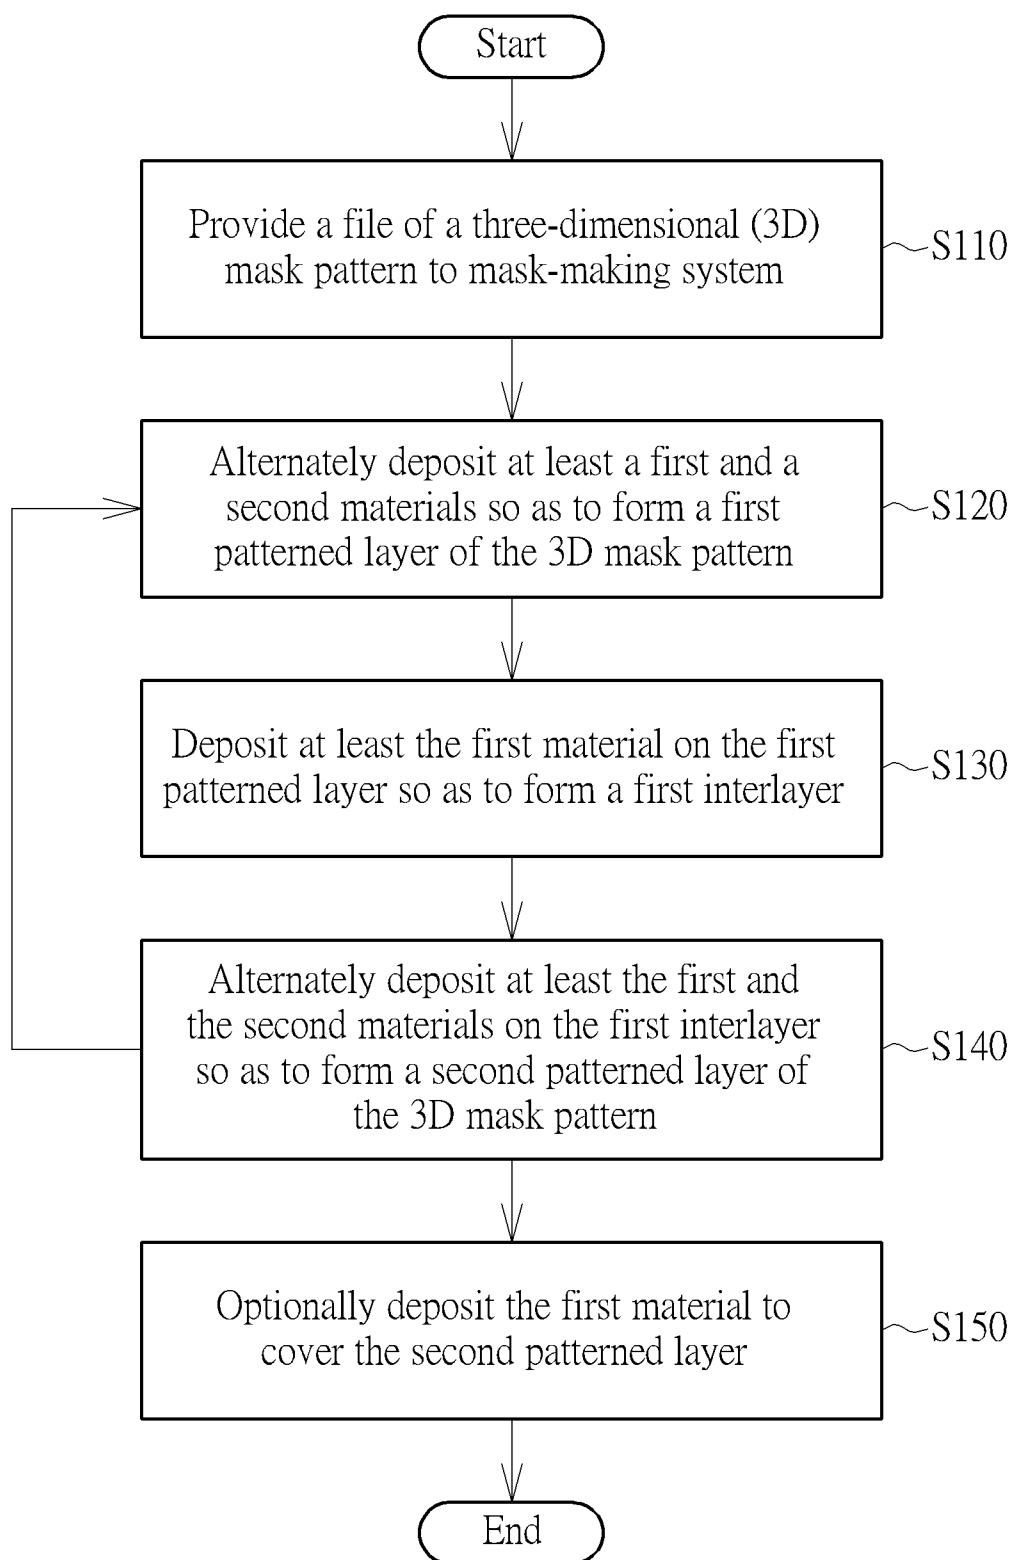 Start
Provide a file of a three-dimensional (3D)
mask pattern to mask-making system
S110
Alternately deposit at least a first and a
second materials so as to form a first
patterned layer of the 3D mask pattern
S120
Deposit at least the first material on the first
patterned layer so as to form a first interlayer
S130
Alternately deposit at least the first and
the second materials on the first interlayer
so as to form a second patterned layer of
the 3D mask pattern
S140
Optionally deposit the first material to
cover the second patterned layer
S150
End